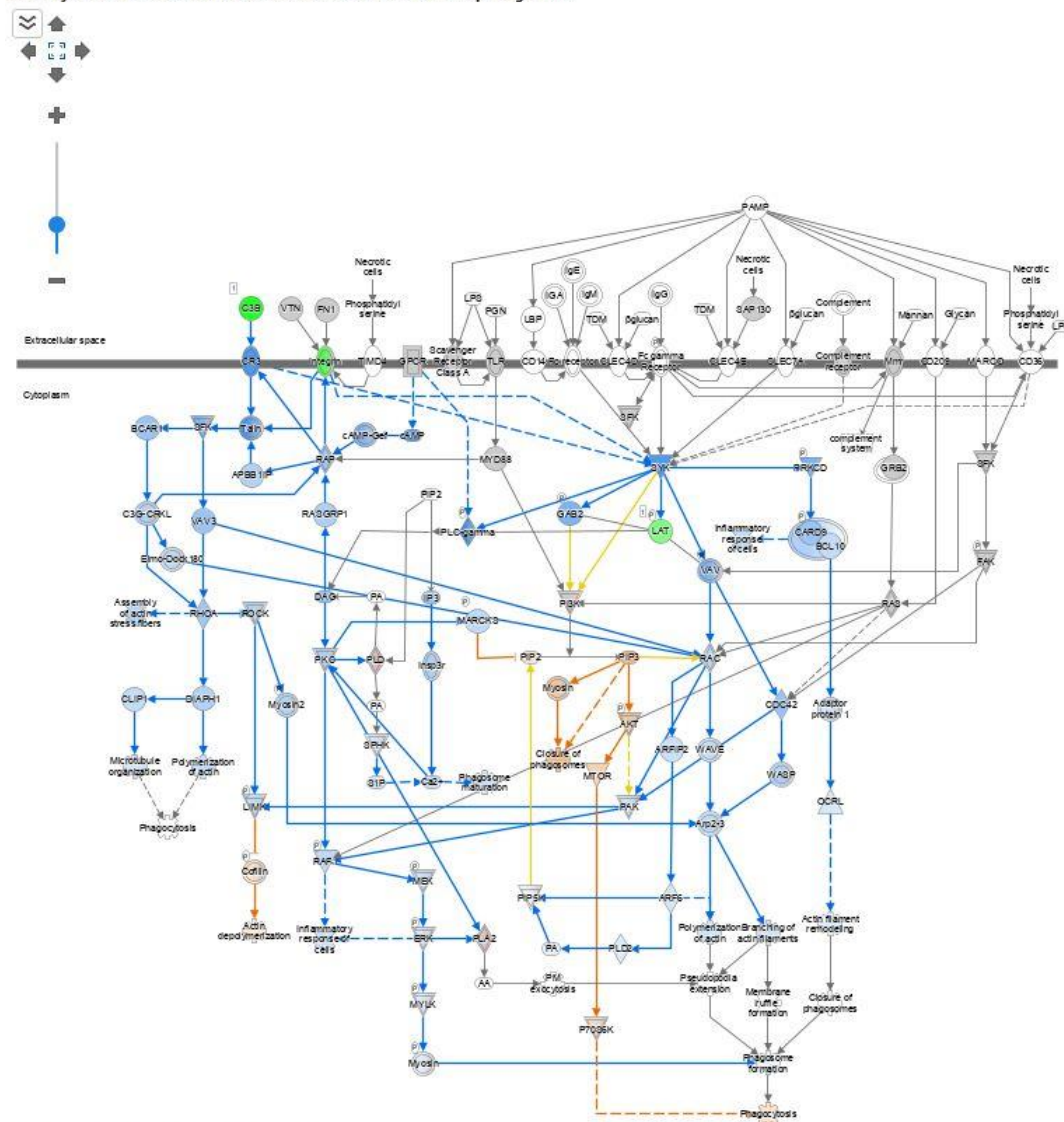 PAMP
Necrotic
cells
IgE
Necrotic
cells
Necrotic
cells
1
C3B
VTN
FN1
Phosphatidyl
serine
LPS
PGN
LBP
IGA
IgM
TDM
βglucan
IgG
TDM
SAP130
βglucan
Complement
Mannan
Glycan
Phosphatidyl
serine
Extracellular space
CR3
Integrin
TIMD4
GPCR
Scavenger
Receptor
Class A
TLR
CD14
Fc gamma
Receptor
CLEC4E
CLEC7A
Complement
receptor
CD209
MARCO
CD36
Cytoplasm
BCAR1
SFK
Talin
cAMP-Gef
cAMP
SFK
complement
system
APBB1IP
RAP
MYD88
SYK
PRKCD
GRB2
SFK
PIP2
C3G-CRKL
VAV3
RASGRP1
P
PLC gamma
P
GAB2
1
P
LAT
Inflammatory
response
of cells
P
CARD9
BCL10
Elmo-Dock180
VAV
P
FAK
DAG
PA
IP3
PI3K
RAS
Assembly
of actin
stress fibers
RHOA
ROCK
P
MARCKS
PKC
PLD
Insp3r
PIP2
PIP3
RAC
CLIP1
DIAPH1
Myosin2
PA
Myosin
P
AKT
CDC42
Adaptor
protein 1
SPHK
Closure of
phagosomes
ARFIP2
WAVE
Microtubule
organization
Polymerization
of actin
S1P
Ca2+
Phagosome
maturation
MTOR
WASP
P
LIMK
P
PAK
OCRL
Phagocytosis
Arp2-3
P
Cofilin
P
P
MEK
PIP5K
ARF6
Actin
depolymerization
Inflammatory
response of
cells
P
ERK
P
PLA2
PA
PLD2
Polymerization
of actin
Branching of
actin filaments
Actin filament
remodeling
AA
PM
exocytosis
Pseudopodia
extension
P
MYLK
Membrane
ruffle
formation
Closure of
phagosomes
P
P70S6K
P
Myosin
Phagosome
formation
Phagocytosis